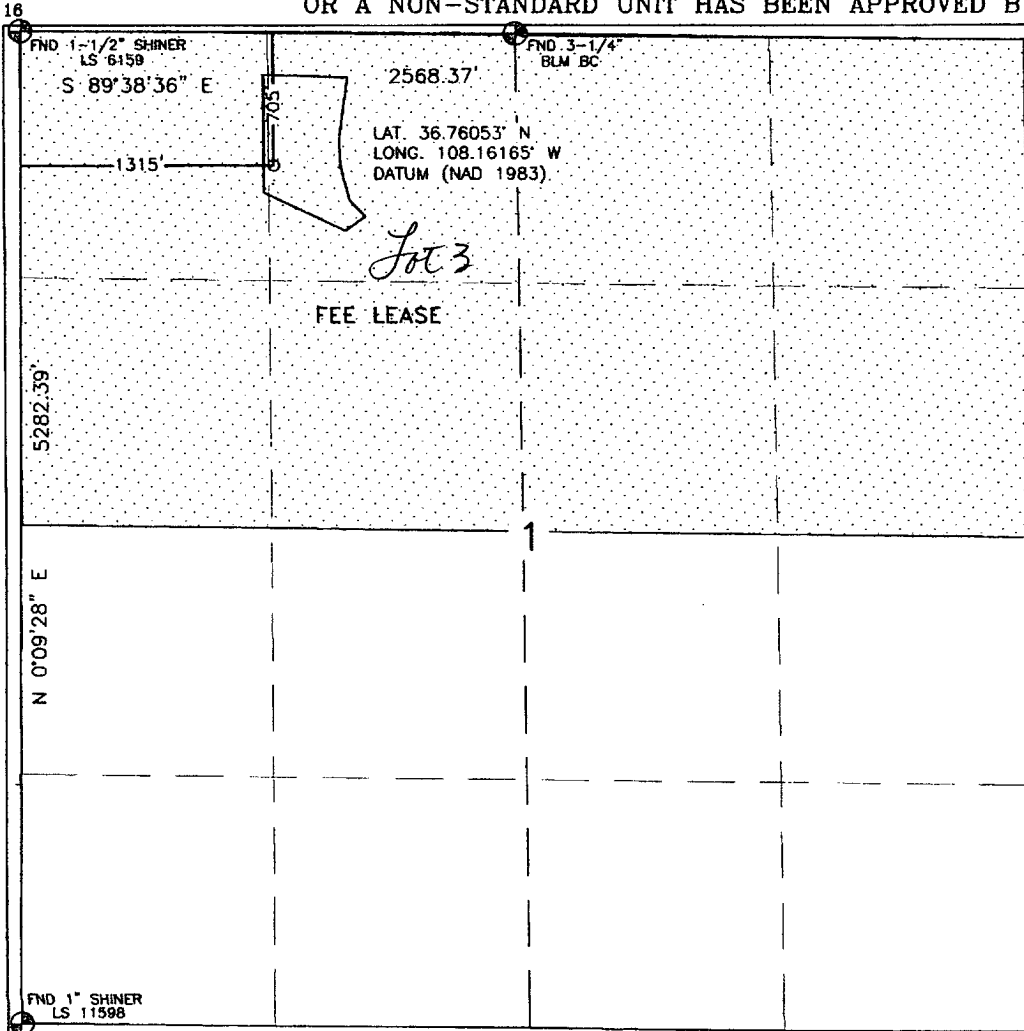 16
OR A NON-STANDARD UNIT HAS BEEN APPROVED B
FND 1-1/2" SHINER
LS 6159
S 89°38'36" E
FND 3-1/4"
BLM BC
2568.37'
705'
1315'
LAT. 36.76053° N
LONG. 108.16165° W
DATUM (NAD 1983)
Lot 3
FEE LEASE
5282.39'
1
N 0°09'28" E
FND 1" SHINER
LS 11598